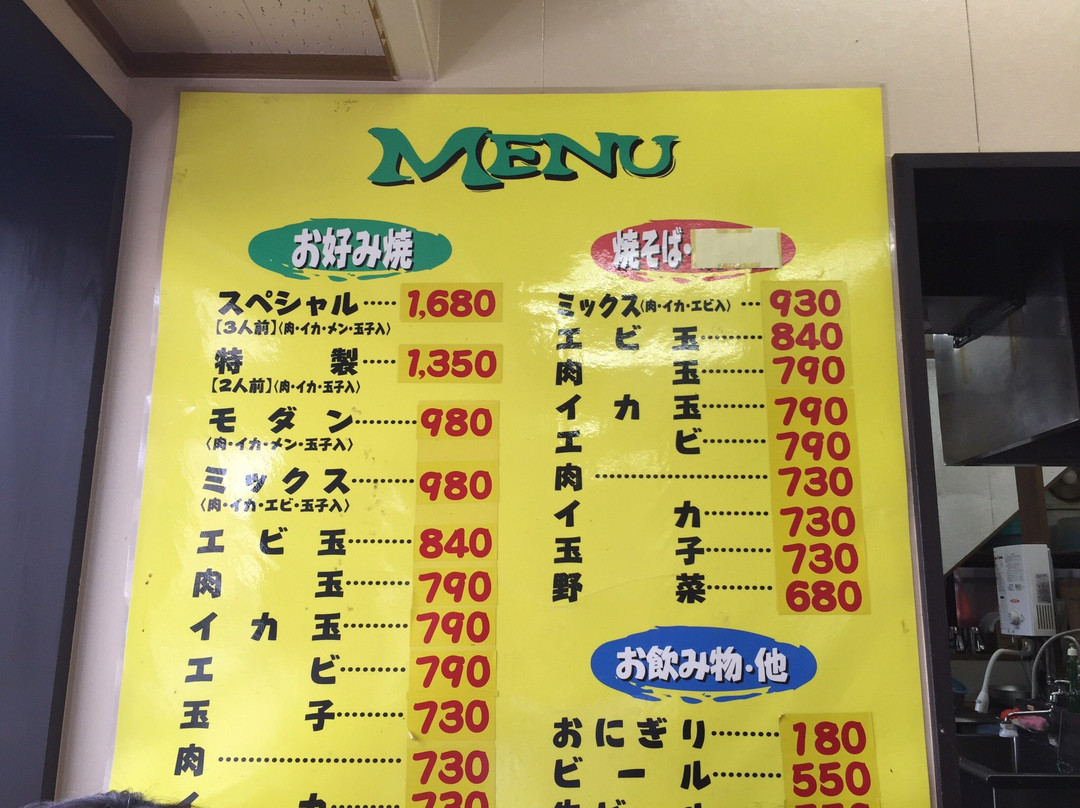 MENU
お好み焼
スペシャル……1,680
【3人前】〈肉・イカ・メン・玉子入〉
特製……1,350
【2人前】〈肉・イカ・玉子入〉
モダン………980
〈肉・イカ・メン・玉子入〉
ミックス………980
〈肉・イカ・エビ・玉子入〉
エビ玉………840
肉玉………790
イカ玉………790
エビ………790
玉子………730
肉………………………730
イカ………730
焼そば・
ミックス〈肉・イカ・エビ入〉…930
エビ玉………840
肉玉………790
イカ玉………790
エビ………790
肉………………………730
イカ………730
玉子………730
野菜………680
お飲み物・他
おにぎり………180
ビール…………550